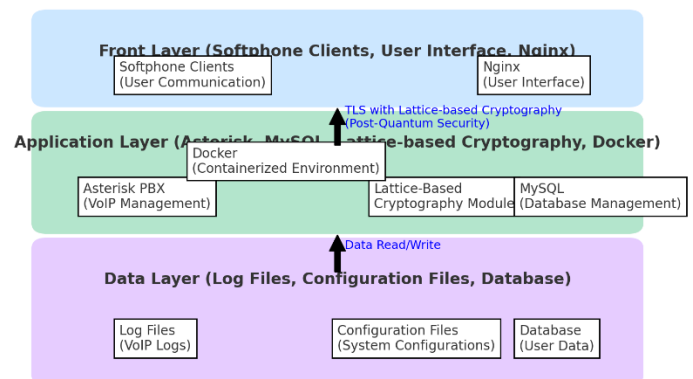 Front Layer (Softphone Clients, User Interface, Nginx)
Softphone Clients
(User Communication)
Nginx
(User Interface)
TLS with Lattice-based Cryptography
(Post-Quantum Security)
Application Layer (Asterisk, MySQL, Lattice-based Cryptography, Docker)
Docker
(Containerized Environment)
Asterisk PBX
(VoIP Management)
Lattice-Based
Cryptography Module
MySQL
(Database Management)
Data Read/Write
Data Layer (Log Files, Configuration Files, Database)
Log Files
(VoIP Logs)
Configuration Files
(System Configurations)
Database
(User Data)